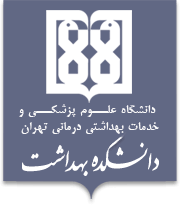 دانشگاه علوم پزشکی و
خدمات بهداشتی درمانی تهران
دانشکده بهداشت